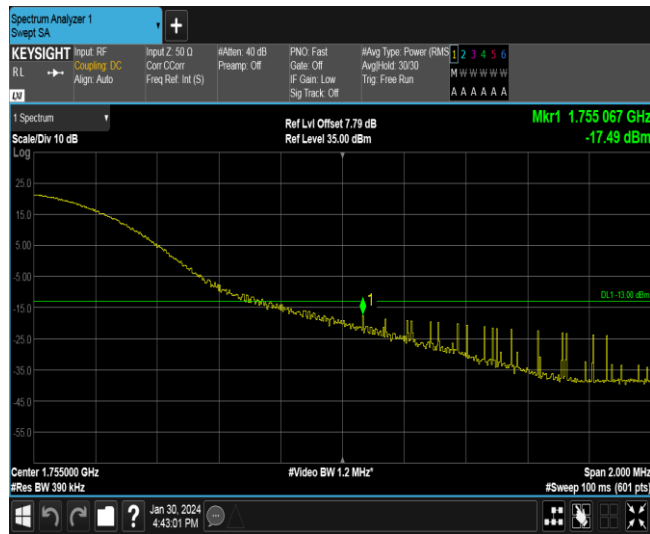 Spectrum Analyzer 1
Swept SA
+
KEYSIGHT
RL
LXI
Input: RF
Coupling: DC
Align: Auto
Input Z: 50 Ω
Corr CCorr
Freq Ref: Int (S)
#Atten: 40 dB
Preamp: Off
PNO: Fast
Gate: Off
IF Gain: Low
Sig Track: Off
#Avg Type: Power (RMS
Avg|Hold: 30/30
Trig: Free Run
1 2 3 4 5 6
M W W W W W
A A A A A A
1 Spectrum
Scale/Div 10 dB
Log
Ref Lvl Offset 7.79 dB
Ref Level 35.00 dBm
Mkr1 1.755 067 GHz
-17.49 dBm
25.0
15.0
5.00
-5.00
-15.0
-25.0
-35.0
-45.0
-55.0
1
DL1 -13.00 dBm
Center 1.755000 GHz
#Res BW 390 kHz
#Video BW 1.2 MHz*
Span 2.000 MHz
#Sweep 100 ms (601 pts)
?
Jan 30, 2024
4:43:01 PM